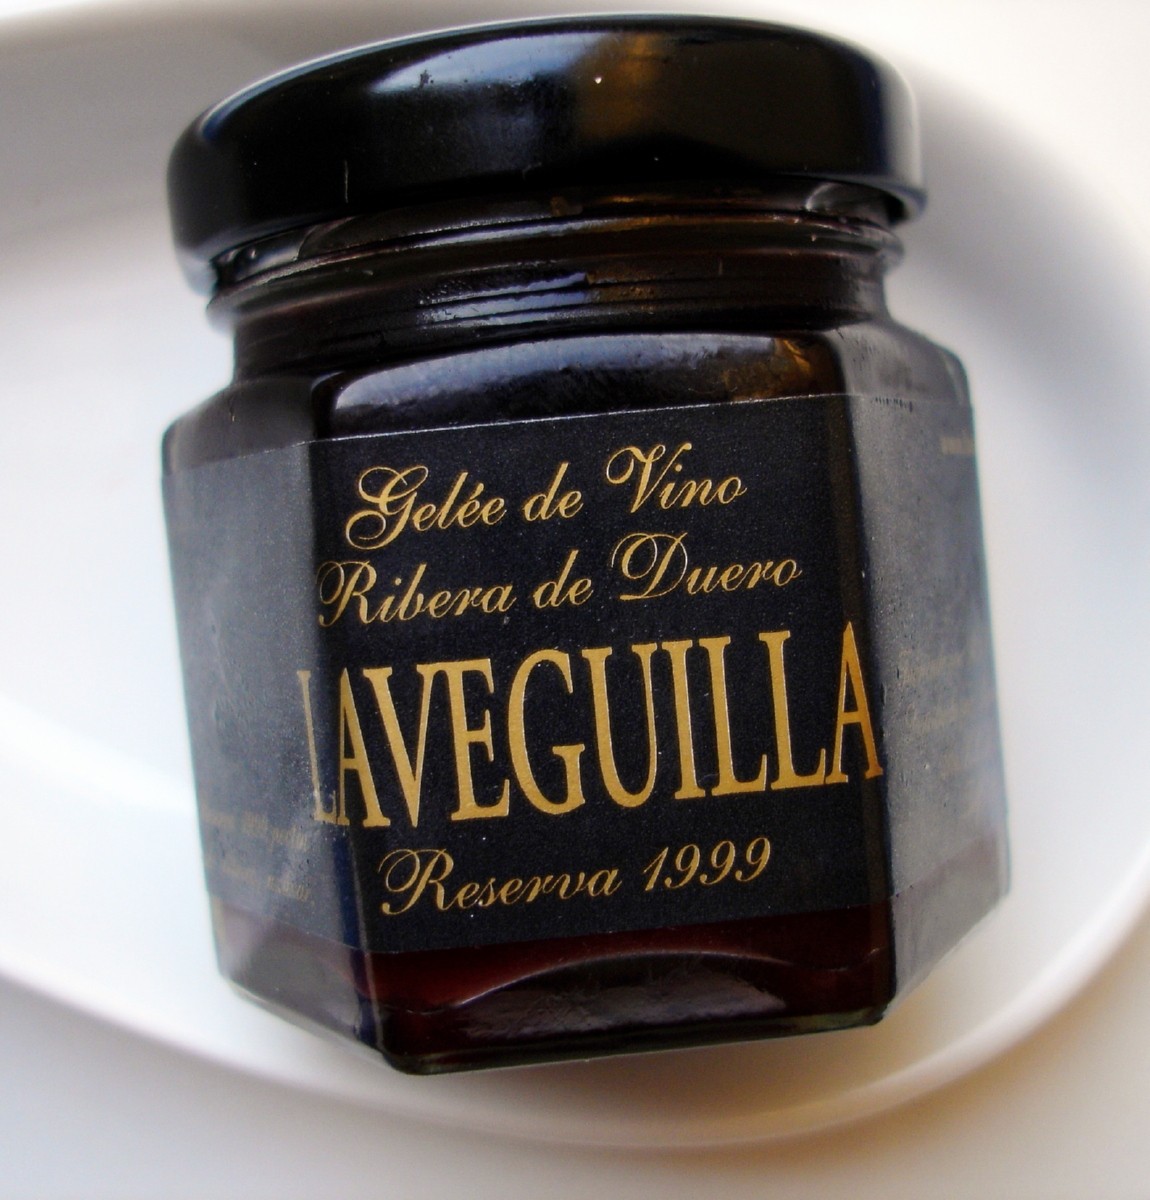 Gelée de Vino
Ribera de Duero
LAVEGUILLA
Reserva 1999